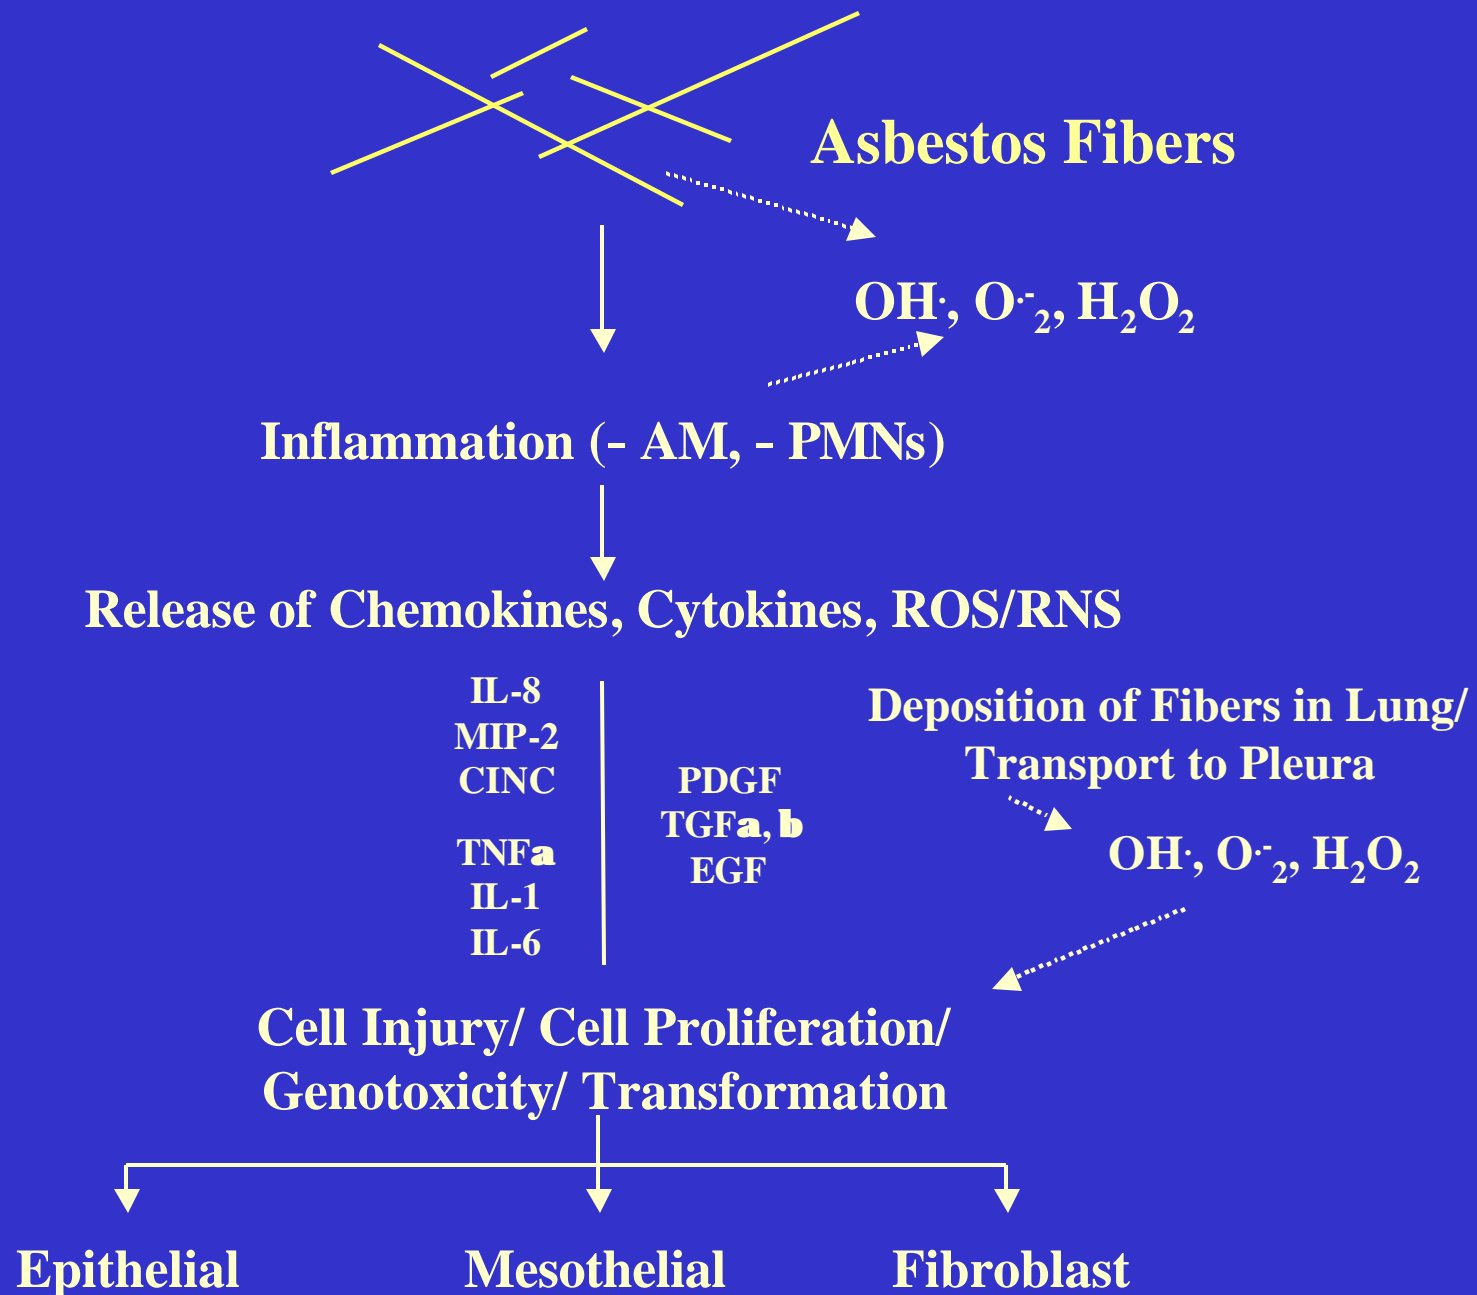 Asbestos Fibers
OH·, O·-2, H2O2
Inflammation (- AM, - PMNs)
Release of Chemokines, Cytokines, ROS/RNS
IL-8
MIP-2
CINC
TNFa
IL-1
IL-6
PDGF
TGFa, b
EGF
Deposition of Fibers in Lung/
Transport to Pleura
OH·, O·-2, H2O2
Cell Injury/ Cell Proliferation/
Genotoxicity/ Transformation
Epithelial
Mesothelial
Fibroblast